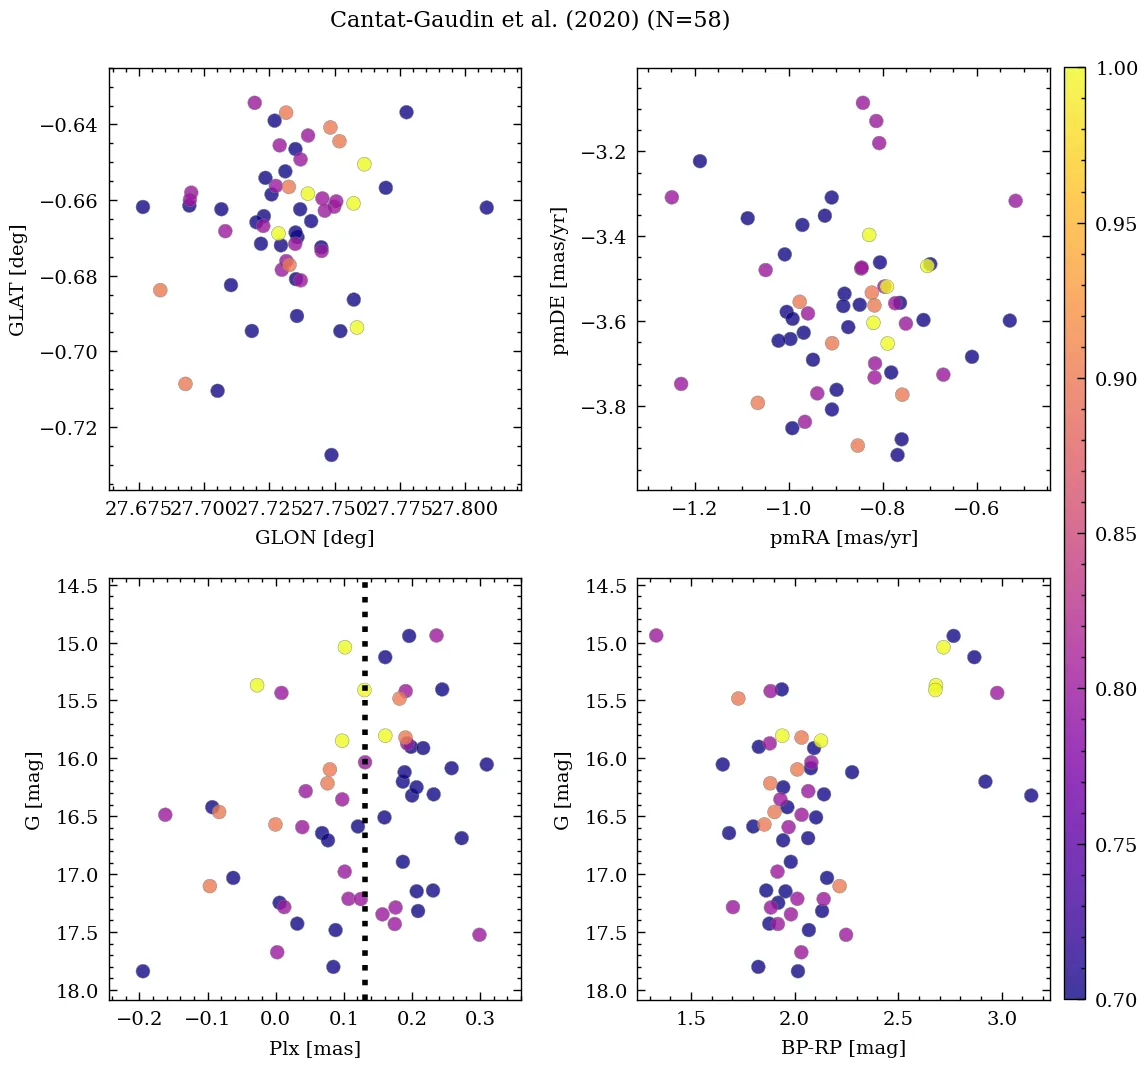 Cantat-Gaudin et al. (2020) (N=58)
−0.64
−0.66
−0.68
−0.70
−0.72
GLAT [deg]
27.675 27.700 27.725 27.750 27.775 27.800
GLON [deg]
−3.2
−3.4
−3.6
−3.8
pmDE [mas/yr]
−1.2 −1.0 −0.8 −0.6
pmRA [mas/yr]
14.5
15.0
15.5
16.0
16.5
17.0
17.5
18.0
G [mag]
−0.2 −0.1 0.0 0.1 0.2 0.3
Plx [mas]
14.5
15.0
15.5
16.0
16.5
17.0
17.5
18.0
G [mag]
1.5 2.0 2.5 3.0
BP-RP [mag]
1.00
0.95
0.90
0.85
0.80
0.75
0.70